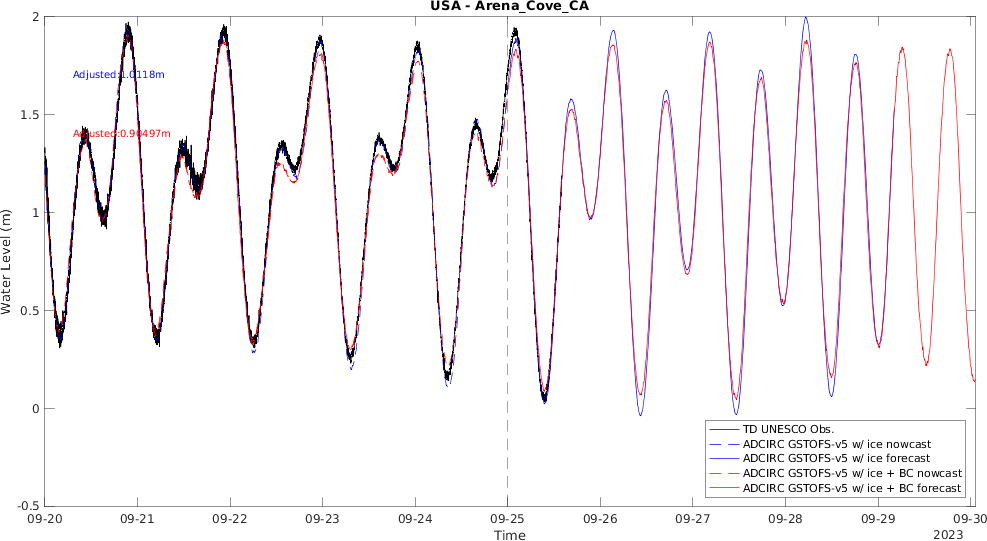 USA - Arena_Cove_CA
2
Adjusted:1.0118m
1.5
Adjusted:0.90497m
1
Water Level (m)
0.5
0
TD UNESCO Obs.
ADCIRC GSTOFS-v5 w/ ice nowcast
ADCIRC GSTOFS-v5 w/ ice forecast
ADCIRC GSTOFS-v5 w/ ice + BC nowcast
ADCIRC GSTOFS-v5 w/ ice + BC forecast
-0.5
09-20 09-21 09-22 09-23 09-24 09-25 09-26 09-27 09-28 09-29 09-30
Time
2023